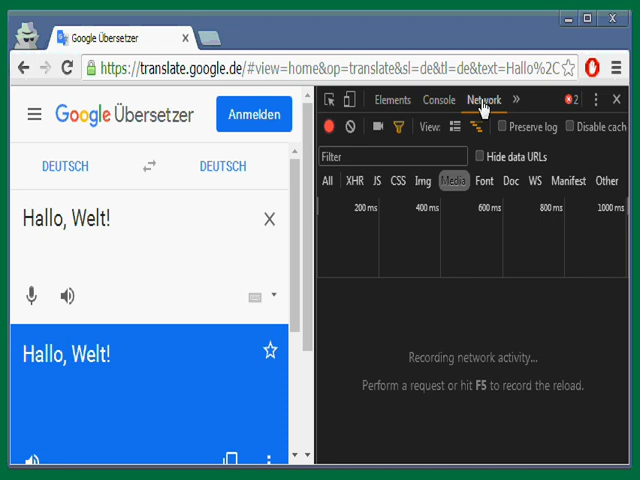 Google Übersetzer
https://translate.google.de/#view=home&op=translate&sl=de&tl=de&text=Hallo%2C
Google Übersetzer
Anmelden
DEUTSCH
DEUTSCH
Hallo, Welt!
Hallo, Welt!
Elements Console Network » 2
View: Preserve log Disable cach
Filter
Hide data URLs
All XHR JS CSS Img Media Font Doc WS Manifest Other
200 ms 400 ms 600 ms 800 ms 1000 ms
Recording network activity...
Perform a request or hit F5 to record the reload.